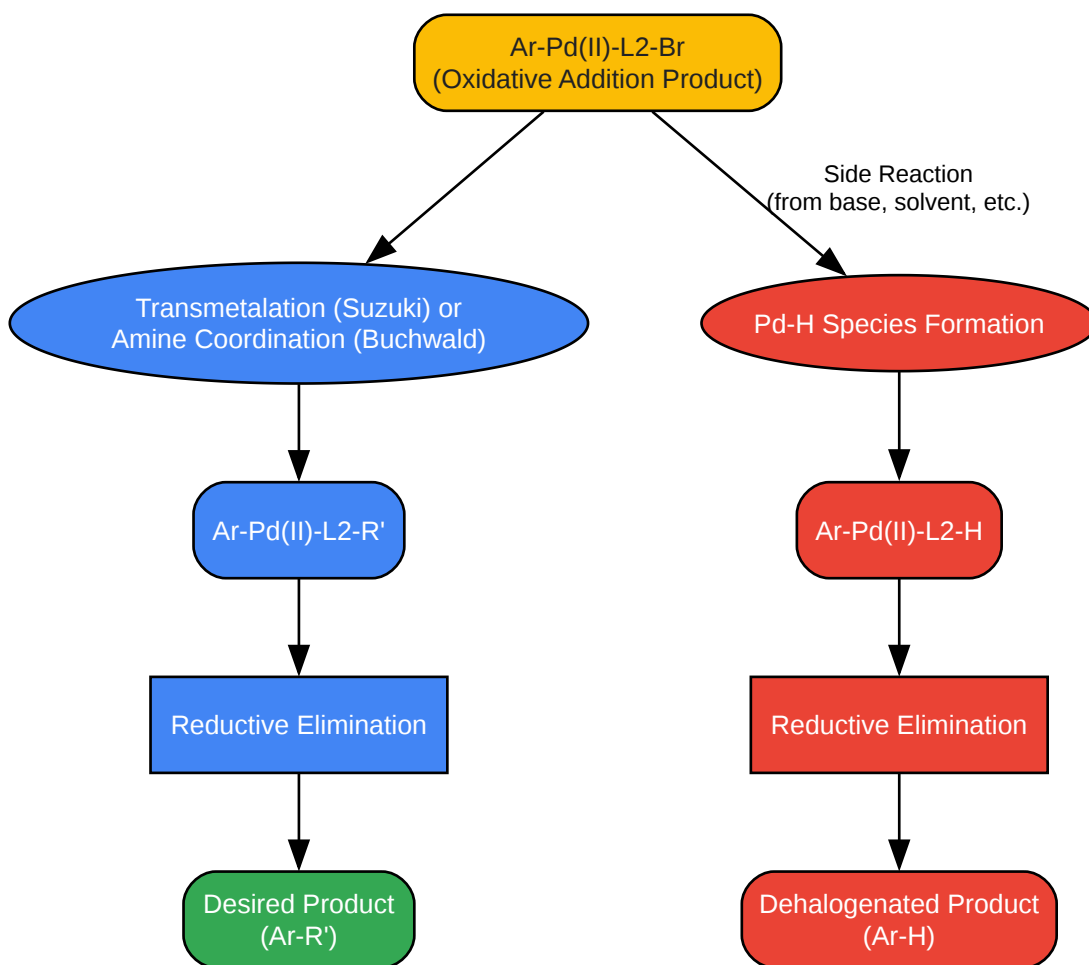 Ar-Pd(II)-L2-Br
(Oxidative Addition Product)
Side Reaction
(from base, solvent, etc.)
Transmetalation (Suzuki) or
Amine Coordination (Buchwald)
Pd-H Species Formation
Ar-Pd(II)-L2-R'
Ar-Pd(II)-L2-H
Reductive Elimination
Reductive Elimination
Desired Product
(Ar-R')
Dehalogenated Product
(Ar-H)